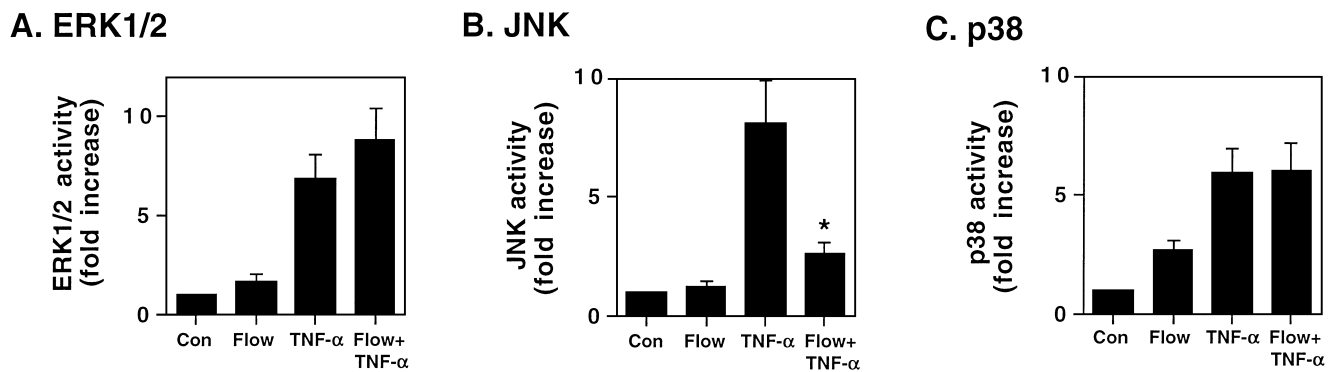 A. ERK1/2
ERK1/2 activity
(fold increase)
10
5
0
Con Flow TNF-α Flow+
TNF-α
B. JNK
JNK activity
(fold increase)
10
5
0
*
Con Flow TNF-α Flow+
TNF-α
C. p38
p38 activity
(fold increase)
10
5
0
Con Flow TNF-α Flow+
TNF-α